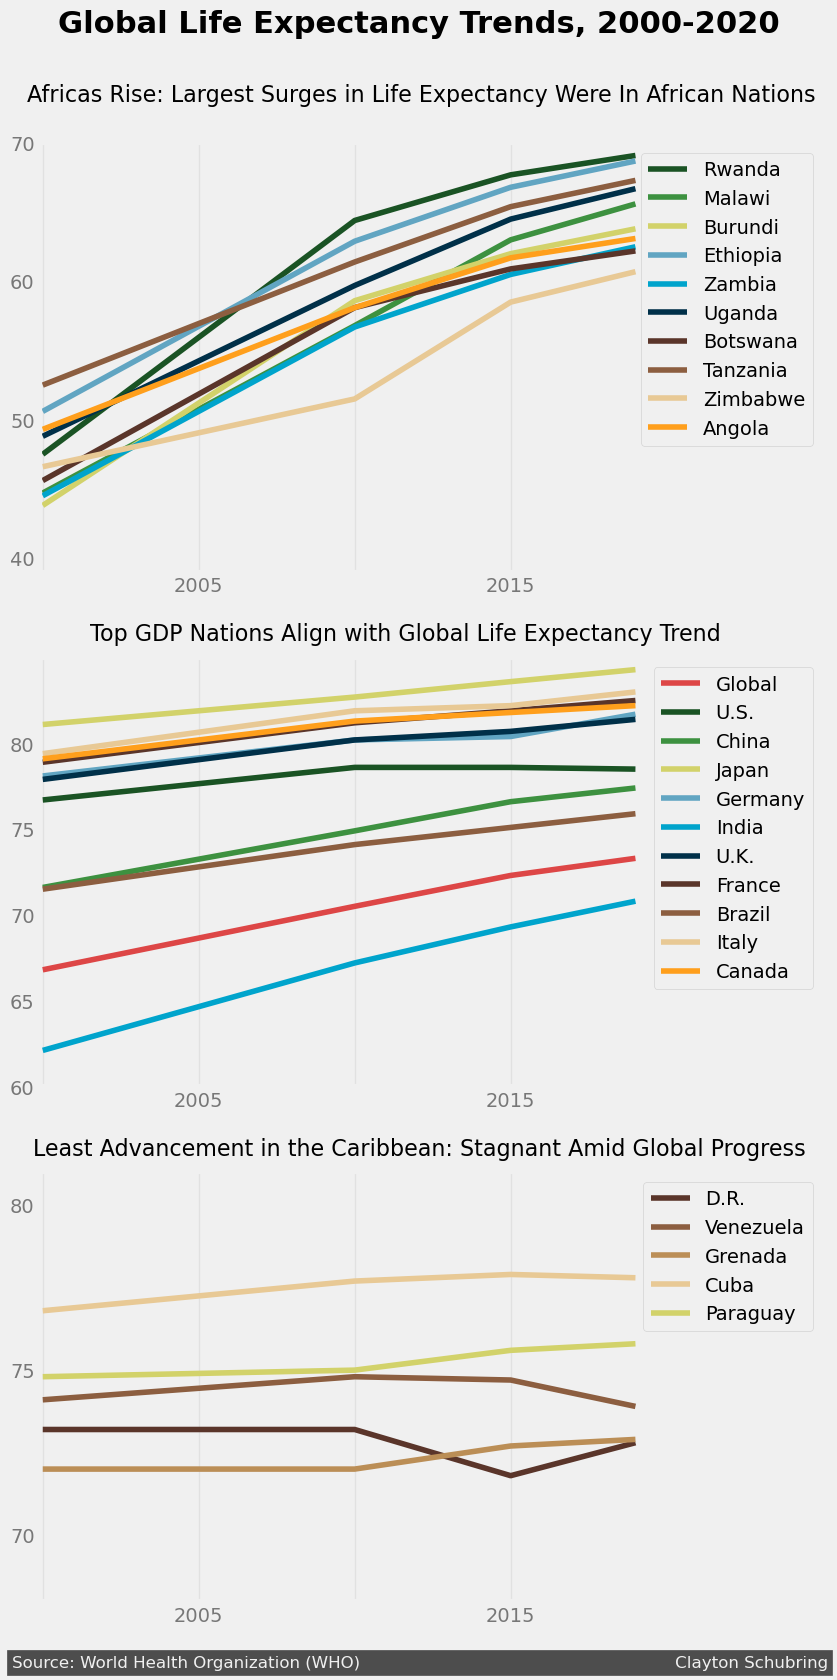 Global Life Expectancy Trends, 2000-2020
Africas Rise: Largest Surges in Life Expectancy Were In African Nations
70
60
50
40
2005
2015
Rwanda
Malawi
Burundi
Ethiopia
Zambia
Uganda
Botswana
Tanzania
Zimbabwe
Angola
Top GDP Nations Align with Global Life Expectancy Trend
80
75
70
65
60
2005
2015
Global
U.S.
China
Japan
Germany
India
U.K.
France
Brazil
Italy
Canada
Least Advancement in the Caribbean: Stagnant Amid Global Progress
80
75
70
2005
2015
D.R.
Venezuela
Grenada
Cuba
Paraguay
Source: World Health Organization (WHO)
Clayton Schubring